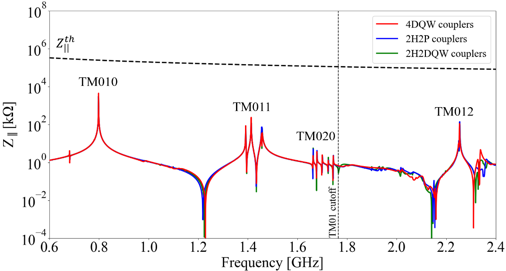 10^8
10^6
10^4
10^2
10^0
10^-2
10^-4
Z∥ [kΩ]
Z∥^th
TM010
TM011
TM020
TM012
TM01 cutoff
4DQW couplers
2H2P couplers
2H2DQW couplers
0.6 0.8 1.0 1.2 1.4 1.6 1.8 2.0 2.2 2.4
Frequency [GHz]